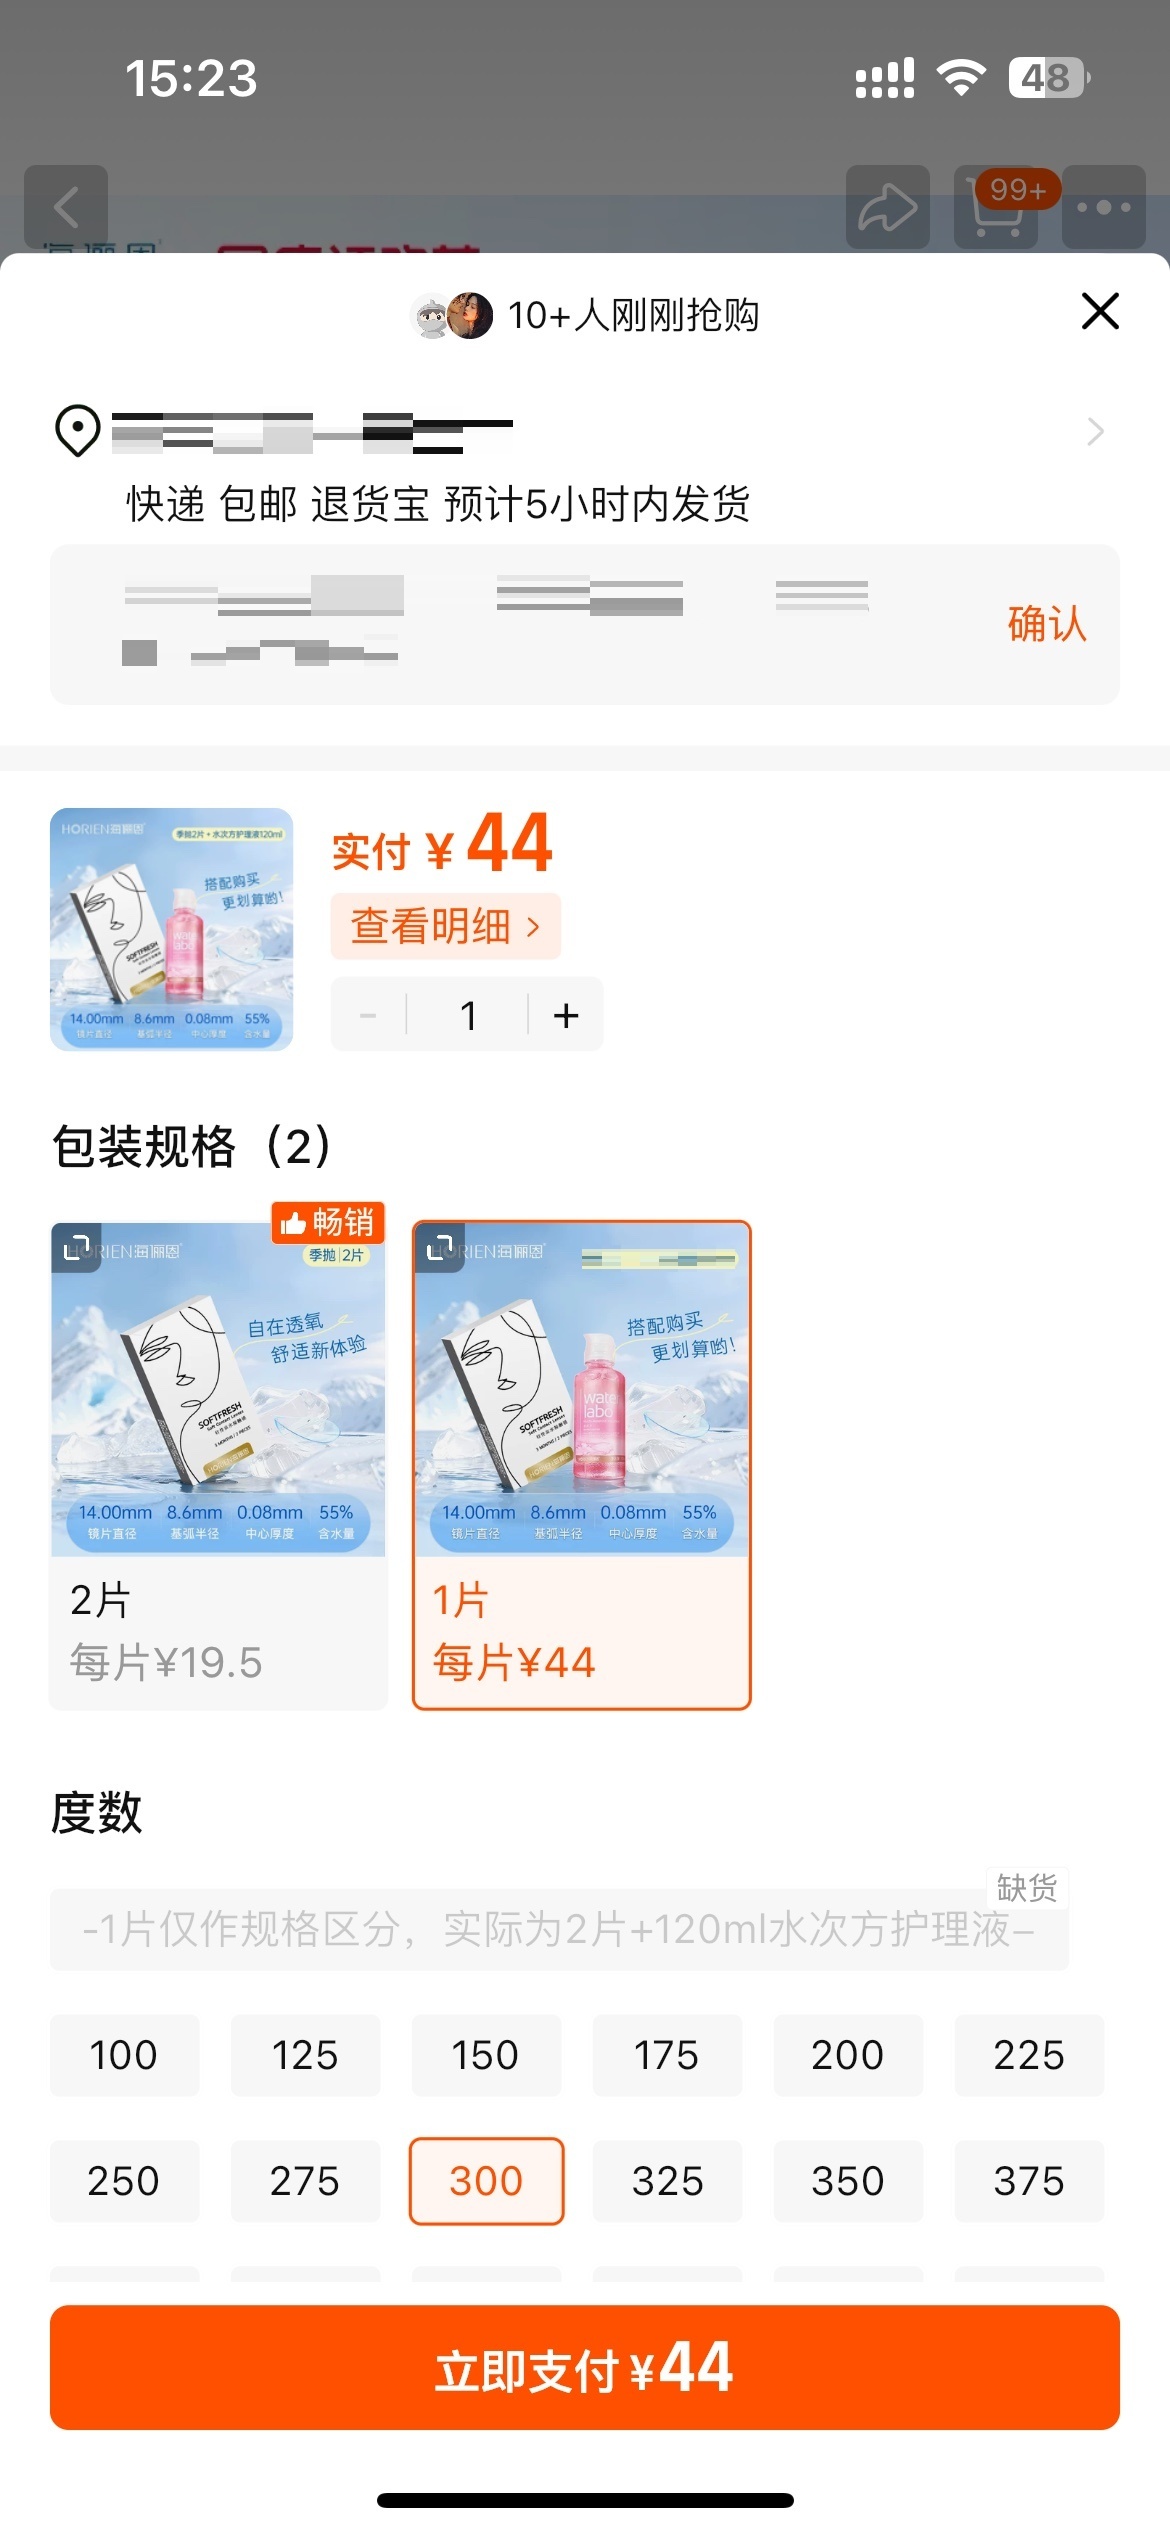 15:23
48
99+
10+人刚刚抢购
快递 包邮 退货宝 预计5小时内发货
确认
HORIEN海俪恩
季抛2片+水次方护理液120ml
搭配购买
更划算哟!
SOFTFRESH
water
labo
14.00mm 8.6mm 0.08mm 55%
镜片直径 基弧半径 中心厚度 含水量
实付 ¥44
查看明细 >
- 1 +
包装规格（2）
畅销
HORIEN海俪恩
季抛|2片
自在透氧
舒适新体验
SOFTFRESH
Soft Contact Lenses
14.00mm 8.6mm 0.08mm 55%
镜片直径 基弧半径 中心厚度 含水量
2片
每片¥19.5
HORIEN海俪恩
搭配购买
更划算哟!
SOFTFRESH
Soft Contact Lenses
water
labo
14.00mm 8.6mm 0.08mm 55%
镜片直径 基弧半径 中心厚度 含水量
1片
每片¥44
度数
缺货
-1片仅作规格区分，实际为2片+120ml水次方护理液–
100 125 150 175 200 225
250 275 300 325 350 375
立即支付 ¥44